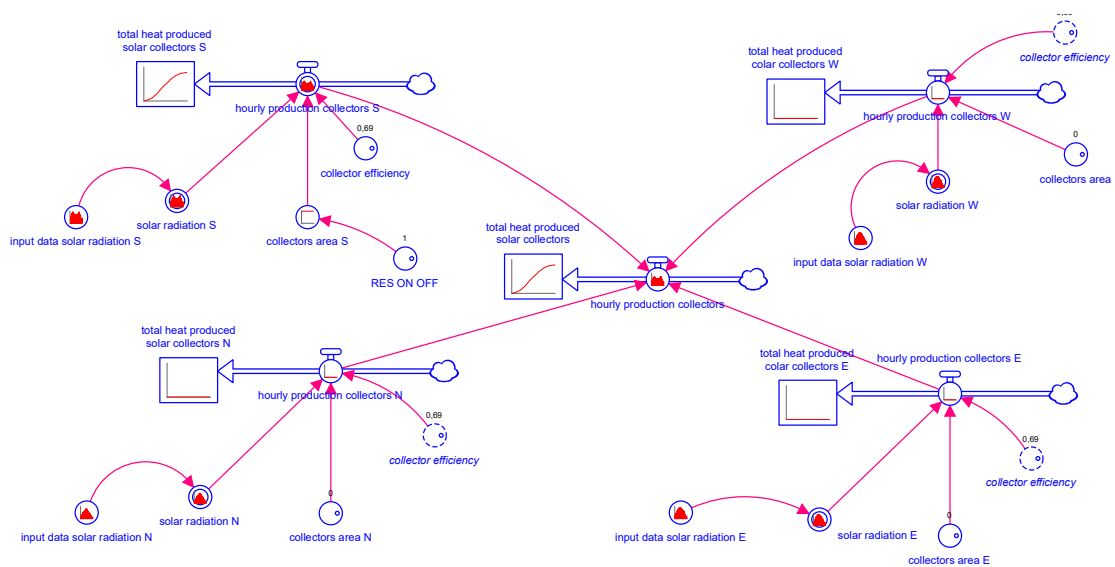 total heat produced
solar collectors S
hourly production collectors S
0,69
collector efficiency
solar radiation S
input data solar radiation S
collectors area S
1
RES ON OFF
total heat produced
colar collectors W
collector efficiency
hourly production collectors W
0
collectors area
solar radiation W
input data solar radiation W
total heat produced
solar collectors
hourly production collectors
total heat produced
solar collectors N
hourly production collectors N
0,69
collector efficiency
solar radiation N
input data solar radiation N
0
collectors area N
total heat produced
colar collectors E
hourly production collectors E
0,69
collector efficiency
input data solar radiation E
solar radiation E
0
collectors area E